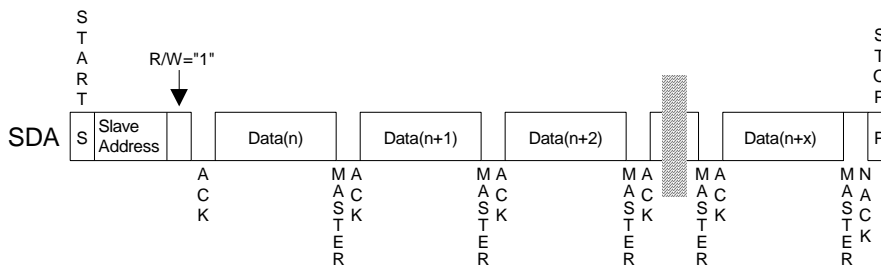 START
STOP
R/W="1"
SDA
S
Slave
Address
Data(n)
Data(n+1)
Data(n+2)
Data(n+x)
P
ACK
MASTER ACK
MASTER ACK
MASTER ACK
MASTER ACK
MASTER NACK